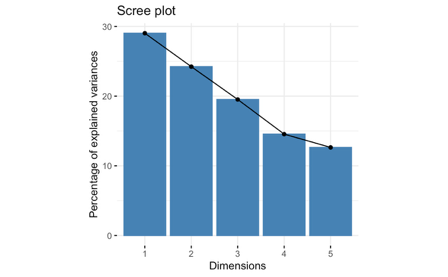 Scree plot
Percentage of explained variances
30
20
10
0
1 2 3 4 5
Dimensions